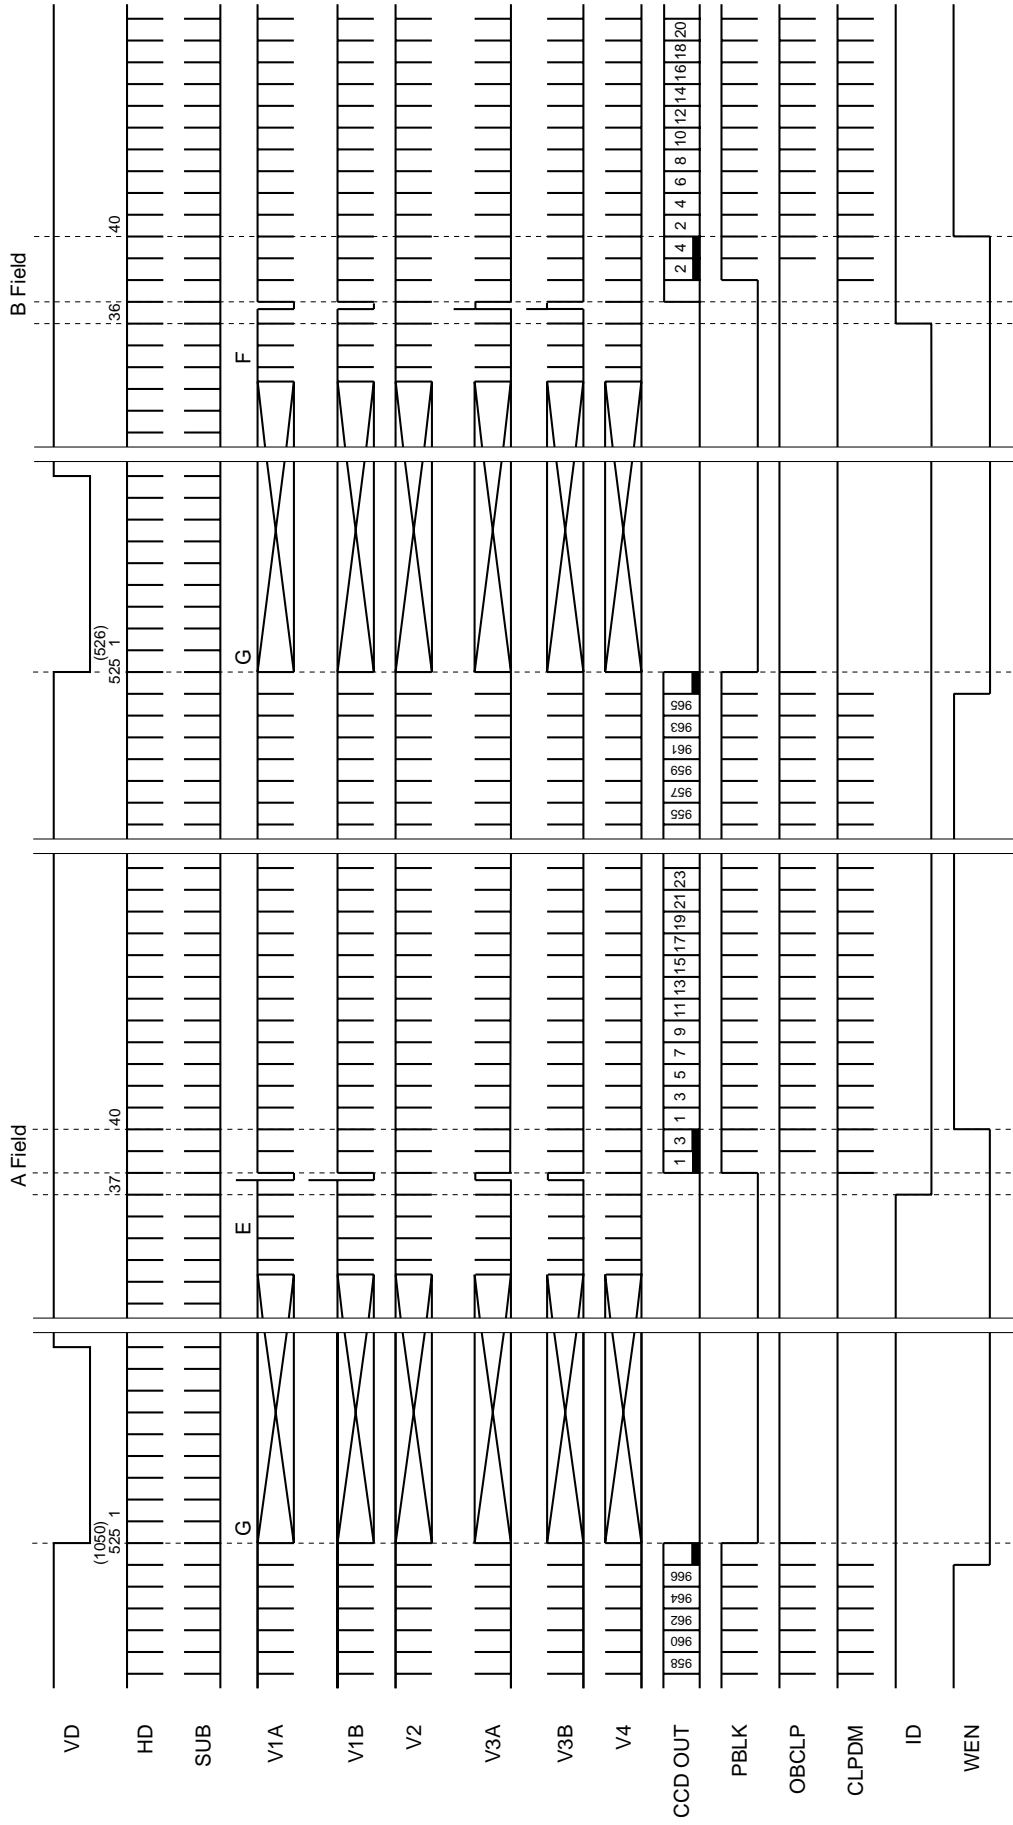 A Field B Field
VD
(1050) (526)
525 1 37 40 525 1 36 40
HD
SUB
G E G F
V1A
V1B
V2
V3A
V3B
V4
CCD OUT 958 960 962 964 966 1 3 1 3 5 7 9 11 13 15 17 19 21 23 955 957 959 961 963 965 2 4 2 4 6 8 10 12 14 16 18 20
PBLK
OBCLP
CLPDM
ID
WEN